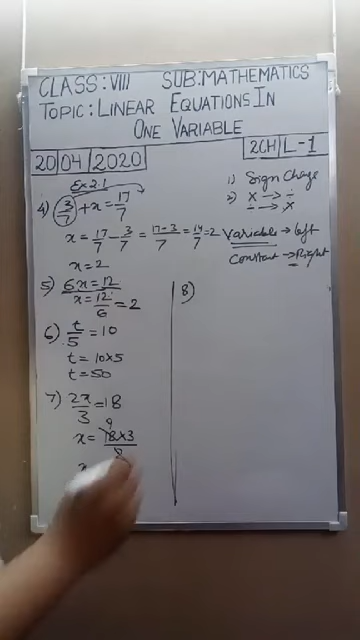 CLASS:VIII SUB:MATHEMATICS
TOPIC:LINEAR EQUATIONS IN
ONE VARIABLE
20|04|2020
2CH|L-1
Ex 2.1
4) 3/7 + x = 17/7
x = 17/7 - 3/7 = 17-3/7 = 14/7 = 2
x = 2
5) 6x = 12
x = 12/6 = 2
6) t/5 = 10
t = 10×5
t = 50
7) 2x/3 = 18
9
x = 18×3/2
x
1) Sign Change
2) × → ÷
÷ → ×
Variable → left
Constant → Right
8)